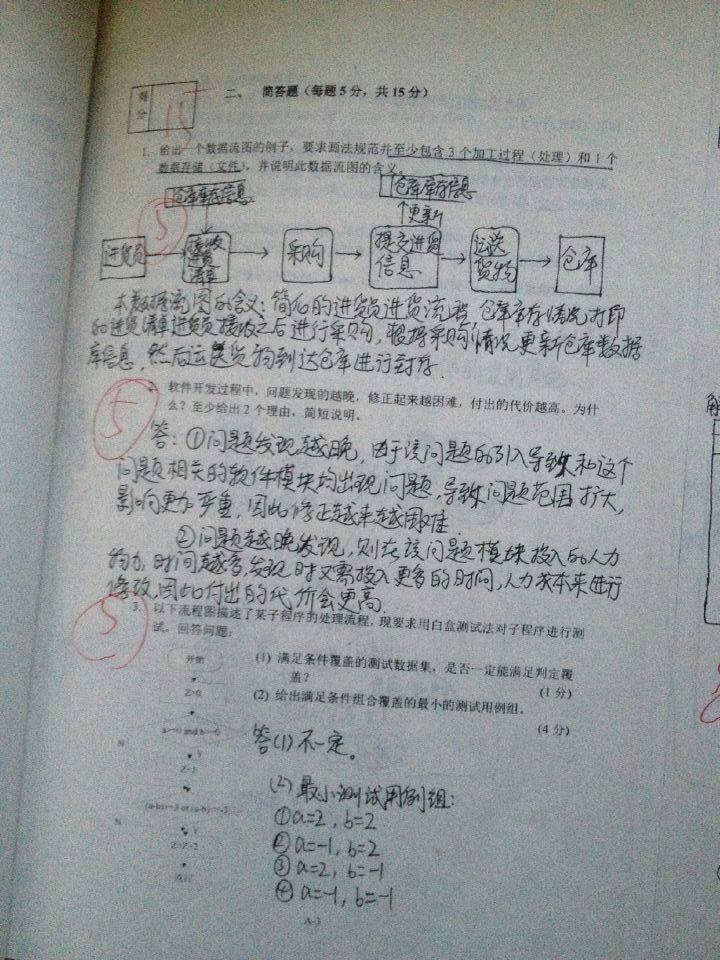 得分
15
二、 简答题（每题5分，共15分）
1. 给出一个数据流图的例子，要求画法规范并至少包含3个加工过程（处理）和1个
数据存储（文件），并说明此数据流图的含义。
仓库库存信息 仓库库存信息
5 更新
进货员 接收进货清单 采购 提交进货信息 运送货物 仓库
本数据流图的含义：简后的进货员进货流程 仓库库存情况打印
的进货清单进货员接收之后进行采购，根据采购情况更新仓库数据
库信息，然后运送货物到达仓库进行封存.
5
2. 软件开发过程中，问题发现的越晚，修正起来越困难，付出的代价越高。为什
么？至少给出2个理由，简短说明。
答：①问题发现越晚，由于该问题的引入导致和这个
问题相关的软件模块均出现问题，导致问题范围扩大，
影响更加严重，因此修正越来越困难
②问题越晚发现，则在该问题模块投入的人力
物力，时间越多，发现时又需投入更多的时间，人力成本来进行
修改，因此付出的代价会更高.
5
3. 以下流程图描述了某子程序的处理流程，现要求用白盒测试法对子程序进行测
试。回答问题：
(1) 满足条件覆盖的测试数据集，是否一定能满足判定覆
盖？ (1分)
(2) 给出满足条件组合覆盖的最小的测试用例组。
(4分)
开始
Z=0
N
Y
N
Y
答(1)不一定。
(2) 最小测试用例组：
①a=2，b=2
②a=-1，b=2
③a=2，b=-1
④a=-1，b=-1
A-3